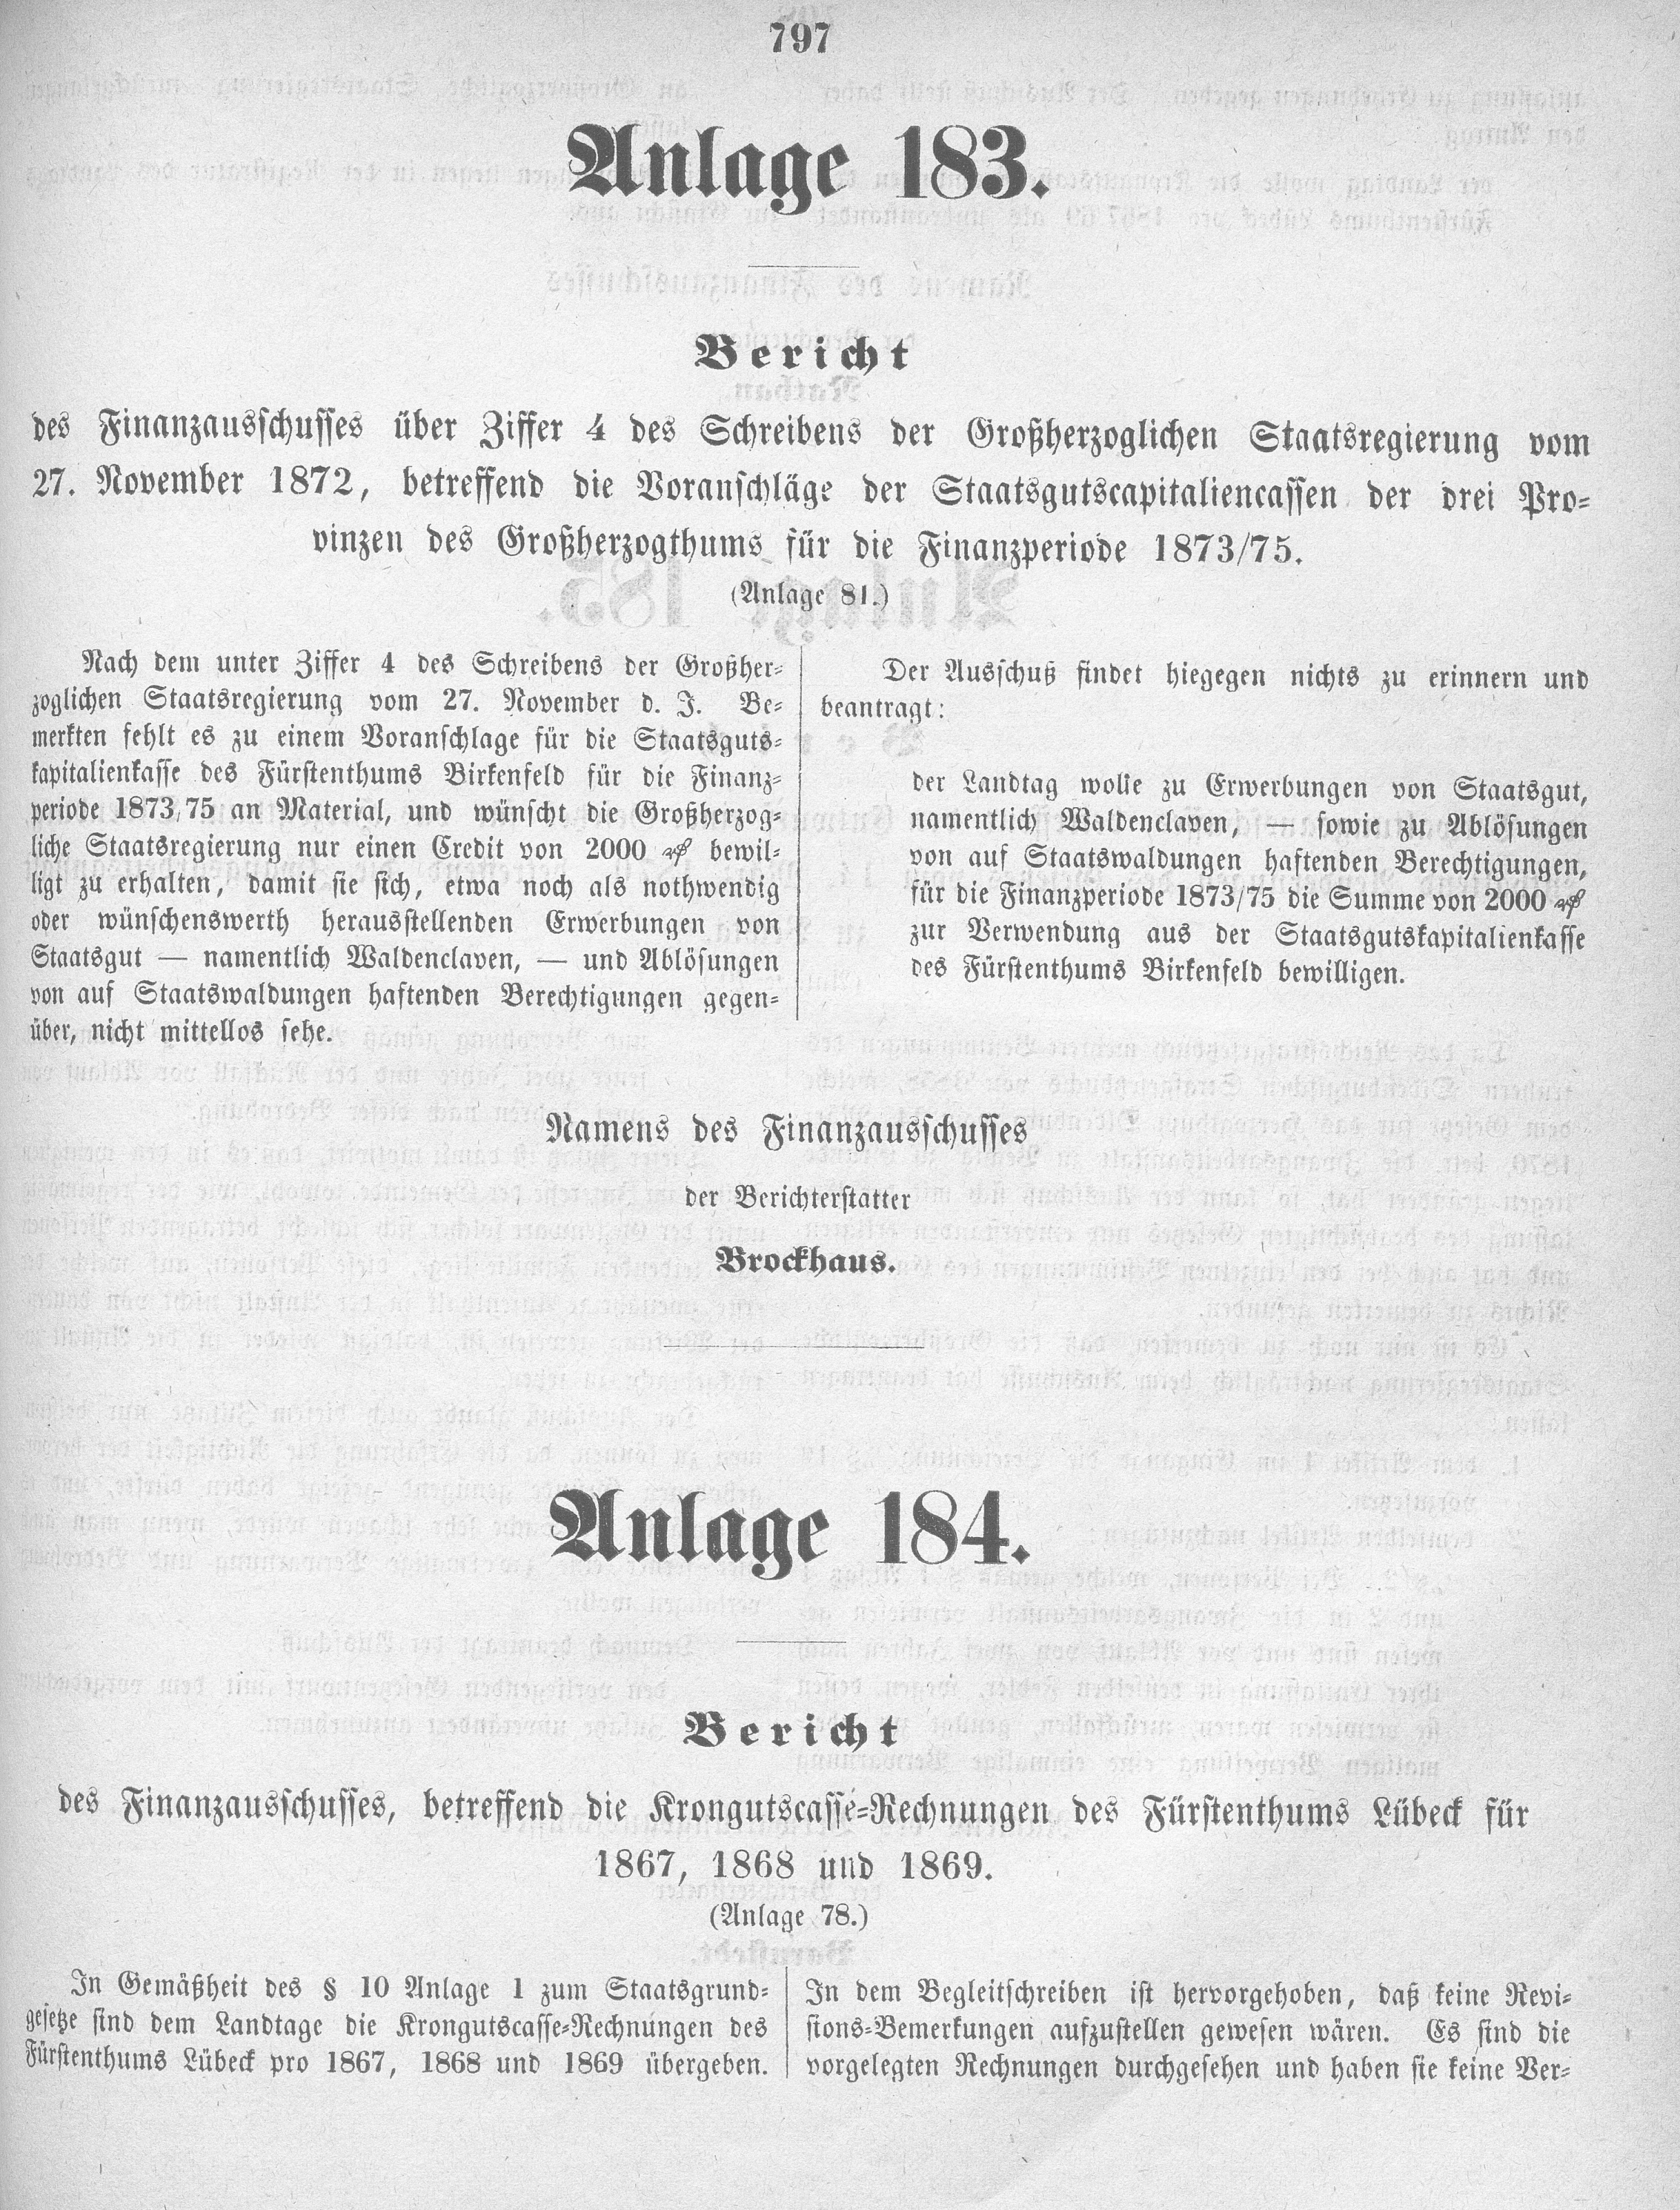 797
Anlage 183.
Bericht
des Finanzausschusses über Ziffer 4 des Schreibens der Großherzoglichen Staatsregierung vom
27. November 1872, betreffend die Voranschläge der Staatsgutscapitaliencassen der drei Pro-
vinzen des Großherzogthums für die Finanzperiode 1873/75.
(Anlage 81.)
Nach dem unter Ziffer 4 des Schreibens der Großher-
zoglichen Staatsregierung vom 27. November d. J. Be-
merkten fehlt es zu einem Voranschlage für die Staatsguts-
kapitalienkasse des Fürstenthums Birkenfeld für die Finanz-
periode 1873/75 an Material, und wünscht die Großherzog-
liche Staatsregierung nur einen Credit von 2000 ₰ bewil-
ligt zu erhalten, damit sie sich, etwa noch als nothwendig
oder wünschenswerth herausstellenden Erwerbungen von
Staatsgut — namentlich Waldenclaven, — und Ablösungen
von auf Staatswaldungen haftenden Berechtigungen gegen-
über, nicht mittellos sehe.
Der Ausschuß findet hiegegen nichts zu erinnern und
beantragt:
der Landtag wolle zu Erwerbungen von Staatsgut,
namentlich Waldenclaven, — sowie zu Ablösungen
von auf Staatswaldungen haftenden Berechtigungen,
für die Finanzperiode 1873/75 die Summe von 2000 ₰
zur Verwendung aus der Staatsgutskapitalienkasse
des Fürstenthums Birkenfeld bewilligen.
Namens des Finanzausschusses
der Berichterstatter
Brockhaus.
Anlage 184.
Bericht
des Finanzausschusses, betreffend die Krongutscasse-Rechnungen des Fürstenthums Lübeck für
1867, 1868 und 1869.
(Anlage 78.)
In Gemäßheit des § 10 Anlage 1 zum Staatsgrund-
gesetze sind dem Landtage die Krongutscasse-Rechnungen des
Fürstenthums Lübeck pro 1867, 1868 und 1869 übergeben.
In dem Begleitschreiben ist hervorgehoben, daß keine Revi-
sions-Bemerkungen aufzustellen gewesen wären. Es sind die
vorgelegten Rechnungen durchgesehen und haben sie keine Ver-